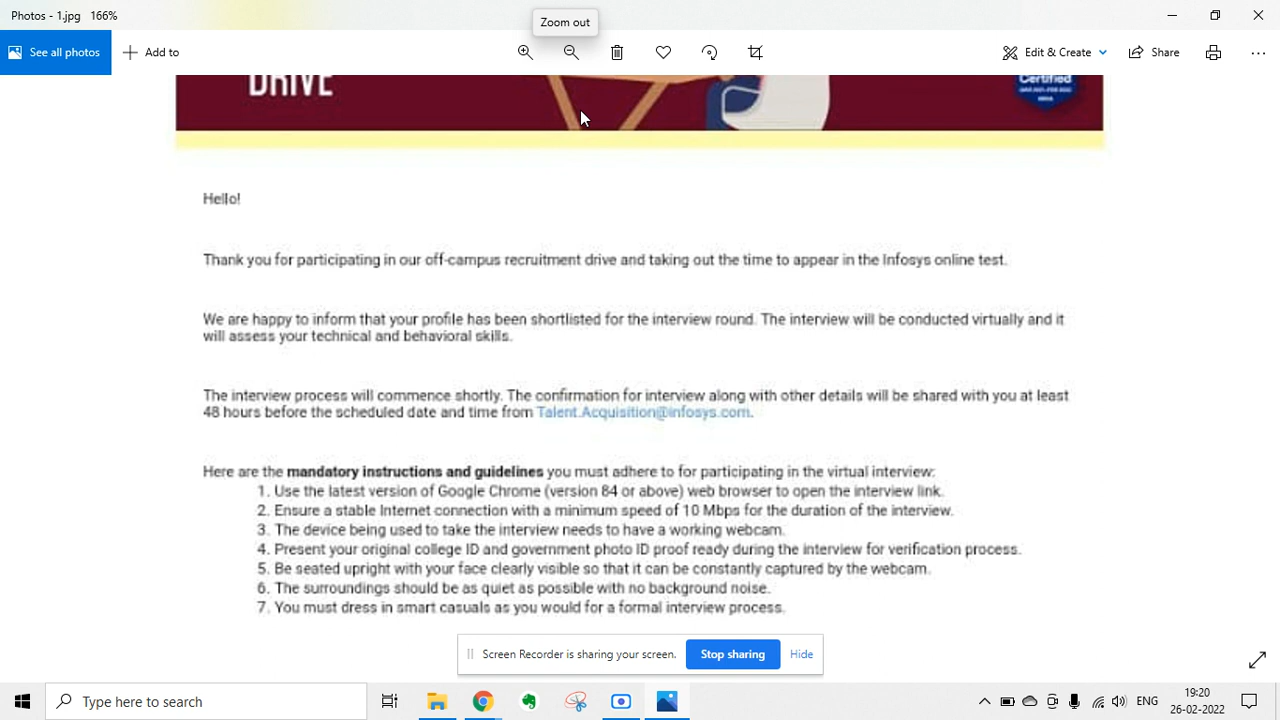 Photos - 1.jpg 166%
Zoom out
See all photos
Add to
Edit & Create
Share
DRIVE
Certified
Hello!
Thank you for participating in our off-campus recruitment drive and taking out the time to appear in the Infosys online test.
We are happy to inform that your profile has been shortlisted for the interview round. The interview will be conducted virtually and it
will assess your technical and behavioral skills.
The interview process will commence shortly. The confirmation for interview along with other details will be shared with you at least
48 hours before the scheduled date and time from Talent.Acquisition@infosys.com.
Here are the mandatory instructions and guidelines you must adhere to for participating in the virtual interview:
1. Use the latest version of Google Chrome (version 84 or above) web browser to open the interview link.
2. Ensure a stable Internet connection with a minimum speed of 10 Mbps for the duration of the interview.
3. The device being used to take the interview needs to have a working webcam.
4. Present your original college ID and government photo ID proof ready during the interview for verification process.
5. Be seated upright with your face clearly visible so that it can be constantly captured by the webcam.
6. The surroundings should be as quiet as possible with no background noise.
7. You must dress in smart casuals as you would for a formal interview process.
Screen Recorder is sharing your screen.
Stop sharing
Hide
Type here to search
ENG
19:20
26-02-2022